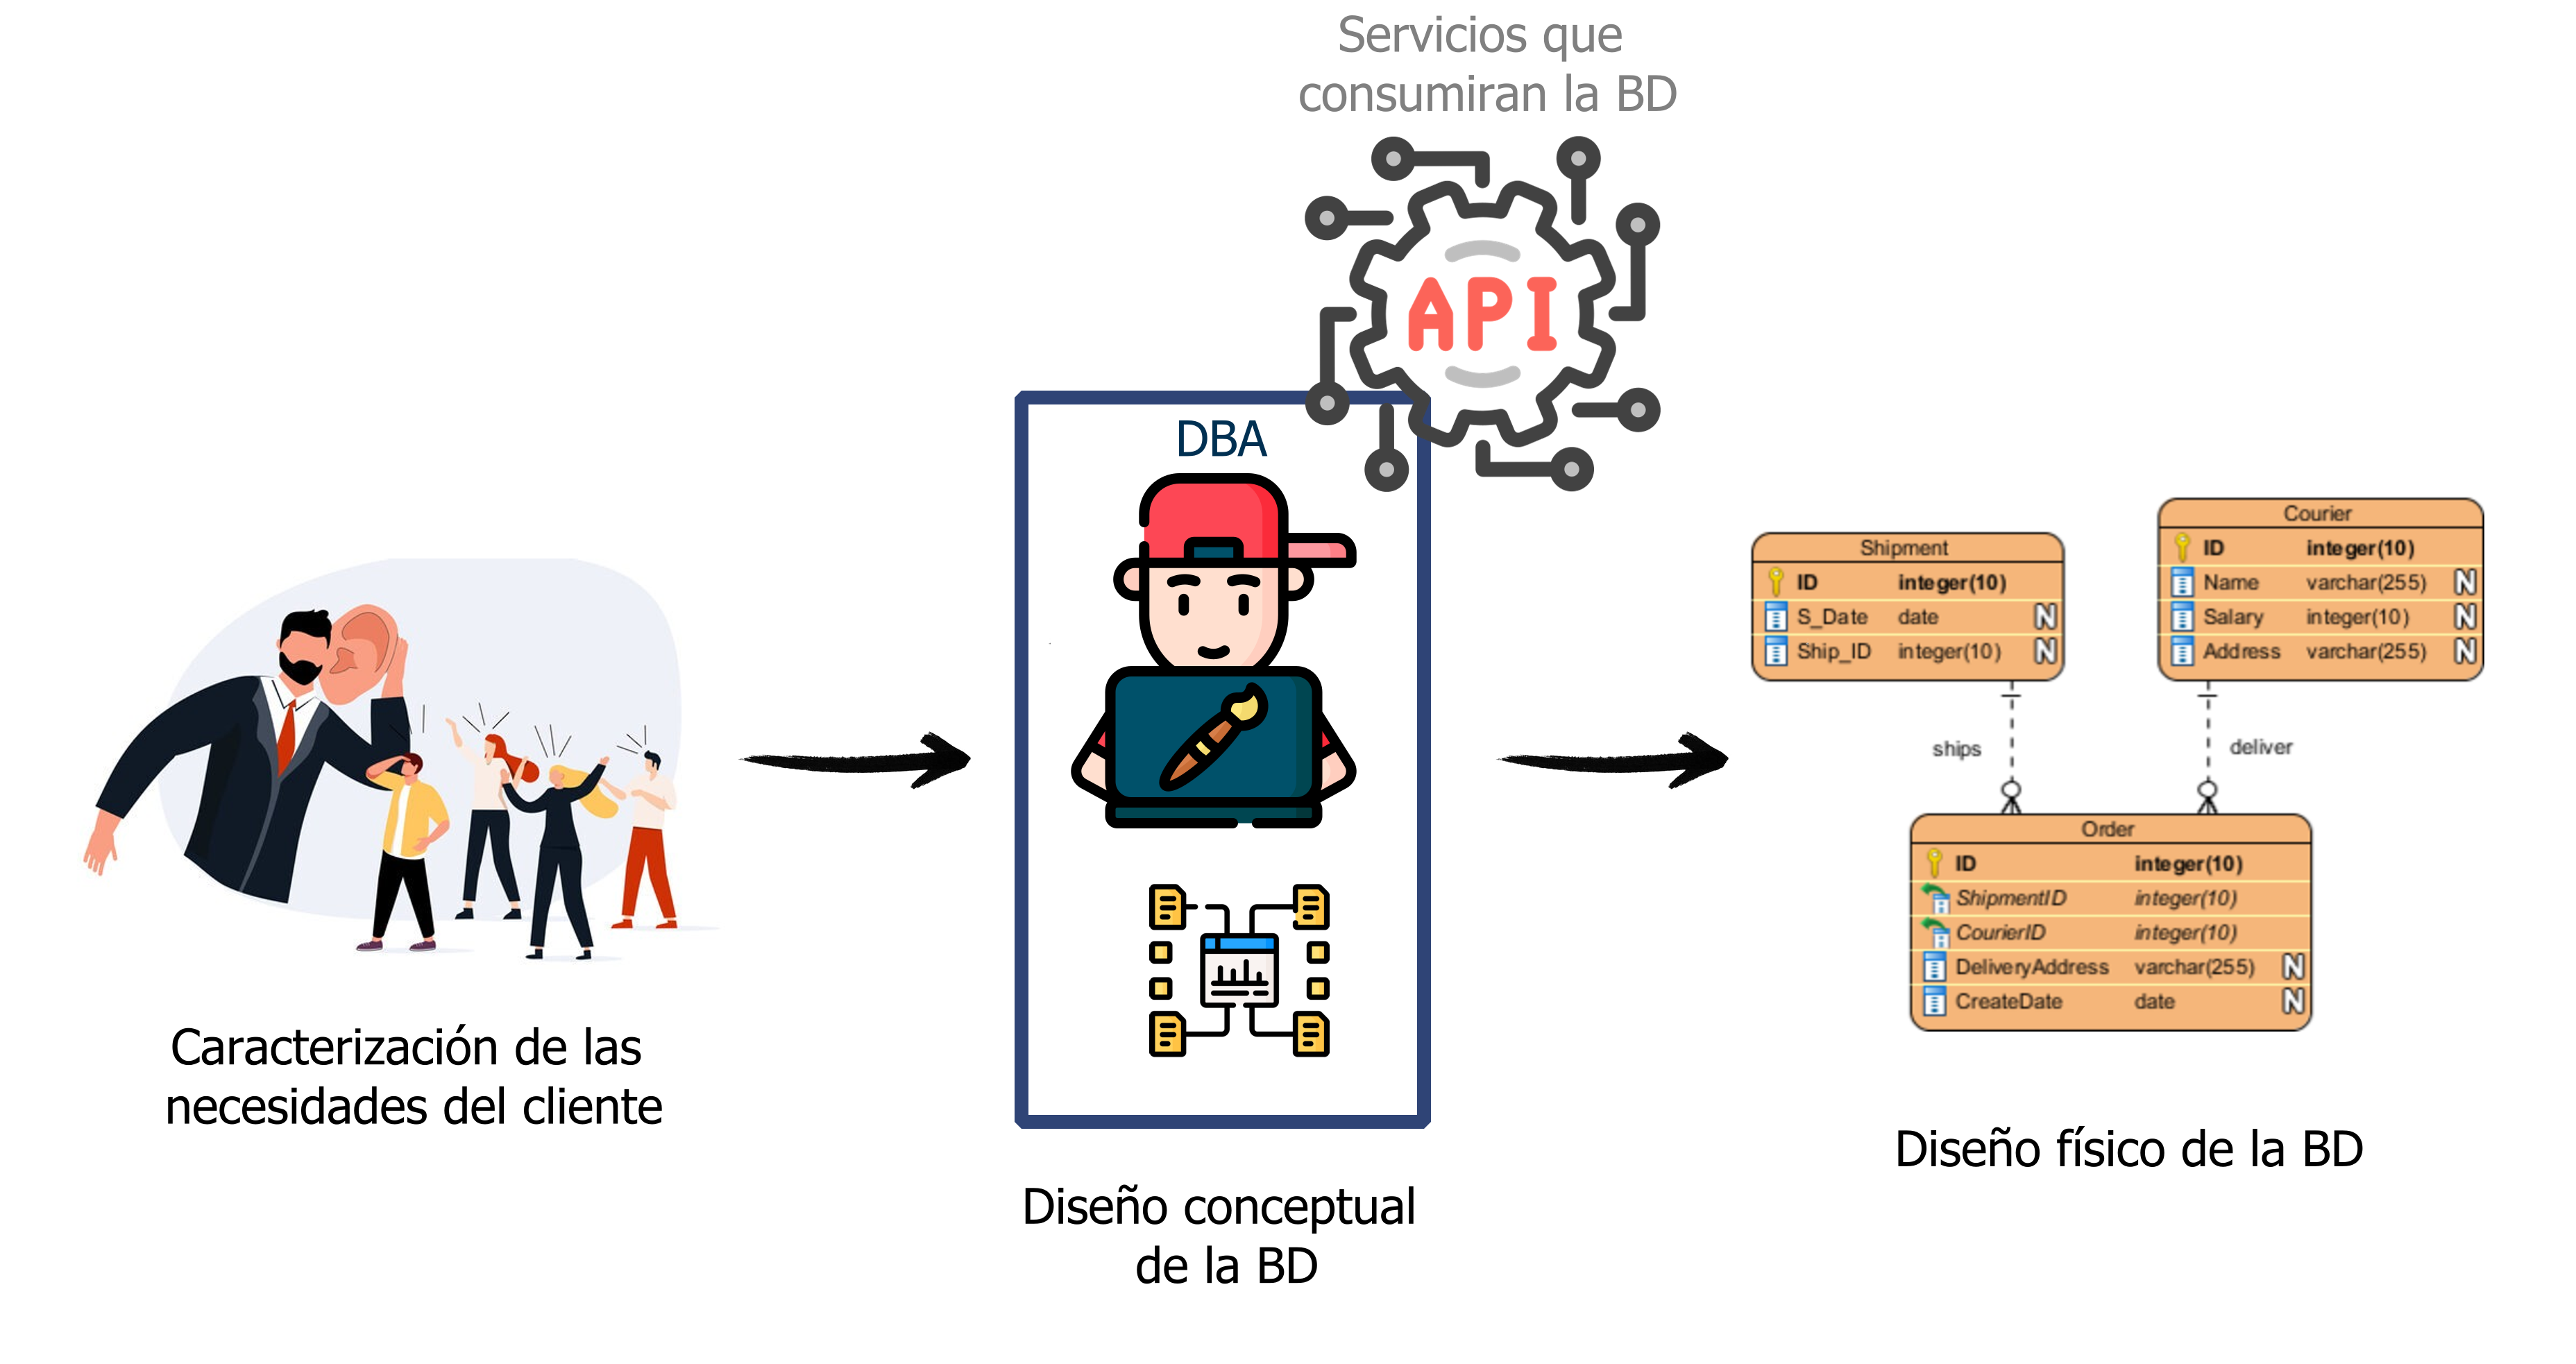 Servicios que
consumiran la BD
API
DBA
Caracterización de las
necesidades del cliente
Diseño conceptual
de la BD
Shipment
ID integer(10)
S_Date date N
Ship_ID integer(10) N
Courier
ID integer(10)
Name varchar(255) N
Salary integer(10) N
Address varchar(255) N
ships
deliver
Order
ID integer(10)
ShipmentID integer(10)
CourierID integer(10)
DeliveryAddress varchar(255) N
CreateDate date N
Diseño físico de la BD